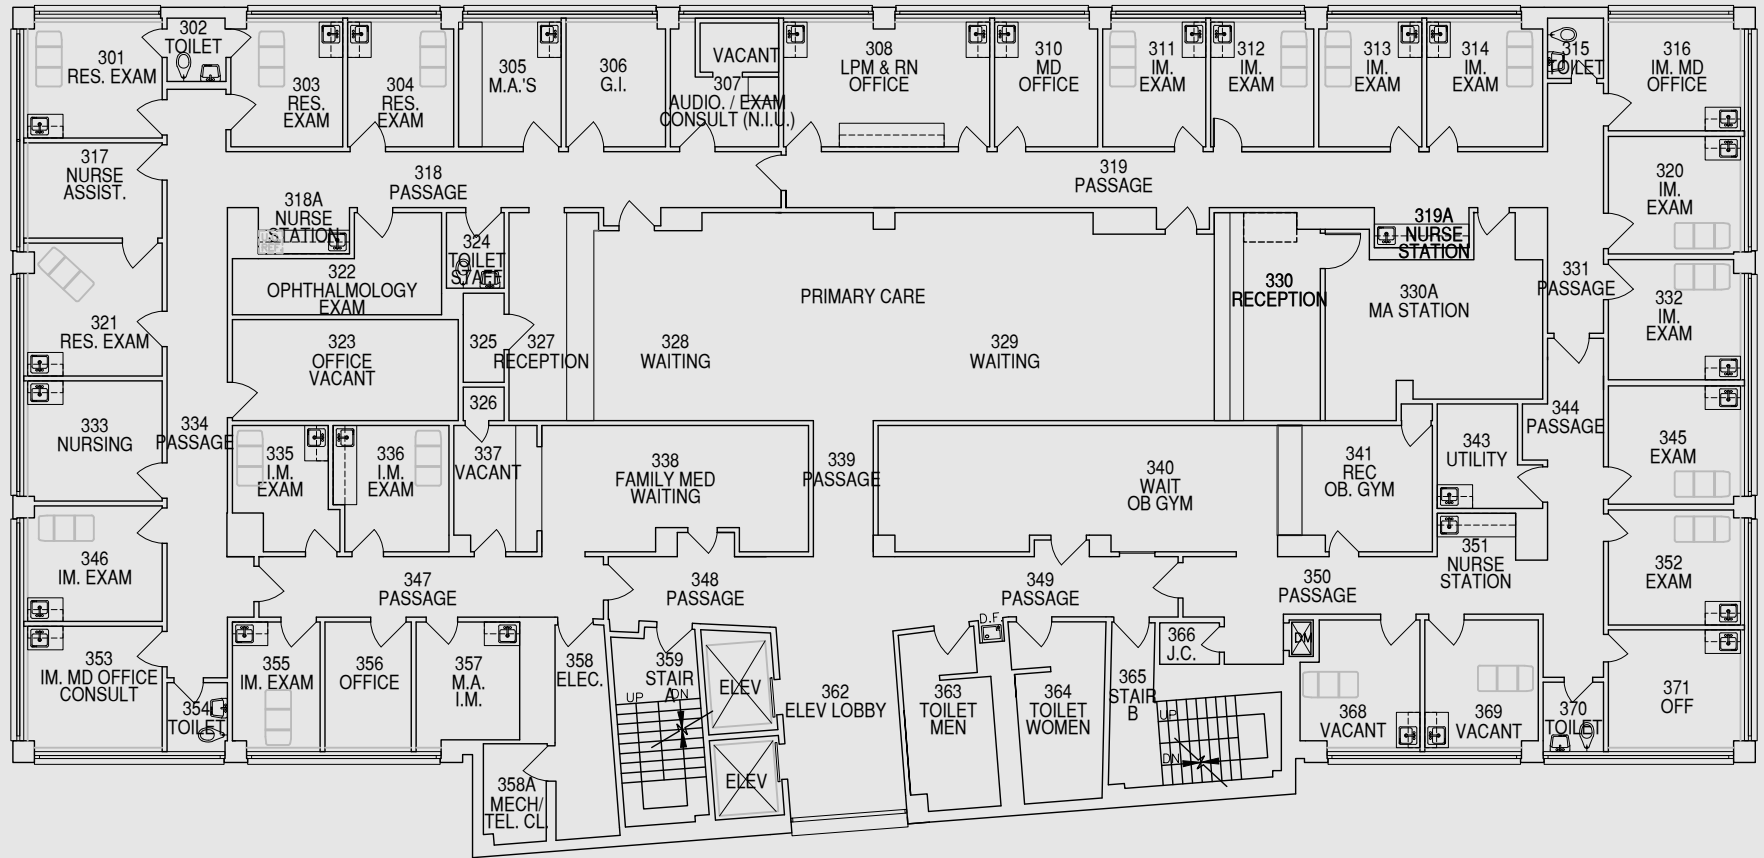 301
RES. EXAM
302
TOILET
303
RES.
EXAM
304
RES.
EXAM
305
M.A.'S
306
G.I.
VACANT
307
AUDIO. / EXAM
CONSULT (N.I.U.)
308
LPM & RN
OFFICE
310
MD
OFFICE
311
IM.
EXAM
312
IM.
EXAM
313
IM.
EXAM
314
IM.
EXAM
315
TOILET
316
IM. MD
OFFICE
317
NURSE
ASSIST.
318
PASSAGE
319
PASSAGE
320
IM.
EXAM
318A
NURSE
STATION
REF.
324
TOILET
STAFF
319A
NURSE
STATION
322
OPHTHALMOLOGY
EXAM
PRIMARY CARE
330
RECEPTION
330A
MA STATION
331
PASSAGE
332
IM.
EXAM
321
RES. EXAM
323
OFFICE
VACANT
325
327
RECEPTION
328
WAITING
329
WAITING
326
333
NURSING
334
PASSAGE
335
I.M.
EXAM
336
I.M.
EXAM
337
VACANT
338
FAMILY MED
WAITING
339
PASSAGE
340
WAIT
OB GYM
341
REC
OB. GYM
343
UTILITY
344
PASSAGE
345
EXAM
346
IM. EXAM
347
PASSAGE
348
PASSAGE
349
PASSAGE
350
PASSAGE
351
NURSE
STATION
352
EXAM
353
IM. MD OFFICE
CONSULT
354
TOILET
355
IM. EXAM
356
OFFICE
357
M.A.
I.M.
358
ELEC.
359
STAIR
A
UP
DN
ELEV
ELEV
362
ELEV LOBBY
D.F.
363
TOILET
MEN
364
TOILET
WOMEN
365
STAIR
B
UP
DN
366
J.C.
DM
368
VACANT
369
VACANT
370
TOILET
371
OFF
358A
MECH/
TEL. CL.